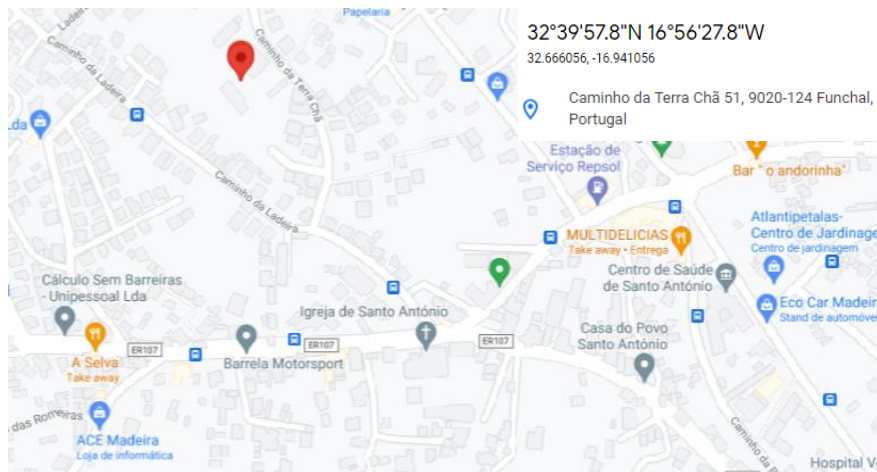 Papelaria
32°39'57.8"N 16°56'27.8"W
32.666056, -16.941056
Caminho da Terra Chã 51, 9020-124 Funchal,
Portugal
Caminho da Ladeira
Caminho da Terra Chã
Lda
Estação de
Serviço Repsol
Bar " o andorinha"
Caminho da Ladeira
MULTIDELICIAS
Take away • Entrega
Atlantipetalas-
Centro de Jardinage
Centro de jardinagem
Centro de Saúde
de Santo António
Cálculo Sem Barreiras
- Unipessoal Lda
Igreja de Santo António
Eco Car Madeir
Stand de automóve
Casa do Povo
Santo António
ER107
ER107
ER107
A Selva
Take away
Barrela Motorsport
das Romeiras
ACE Madeira
Loja de informática
Caminho da
Hospital